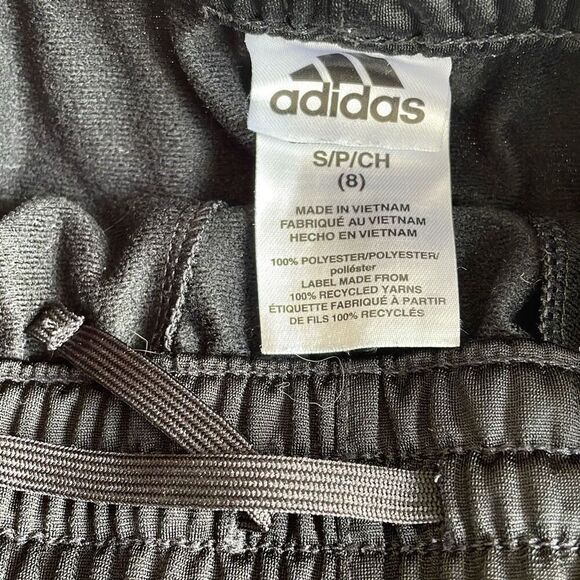 adidas
S/P/CH
(8)
MADE IN VIETNAM
FABRIQUÉ AU VIETNAM
HECHO EN VIETNAM
100% POLYESTER/POLYESTER/
poliéster
LABEL MADE FROM
100% RECYCLED YARNS
ÉTIQUETTE FABRIQUÉ À PARTIR
DE FILS 100% RECYCLÉS